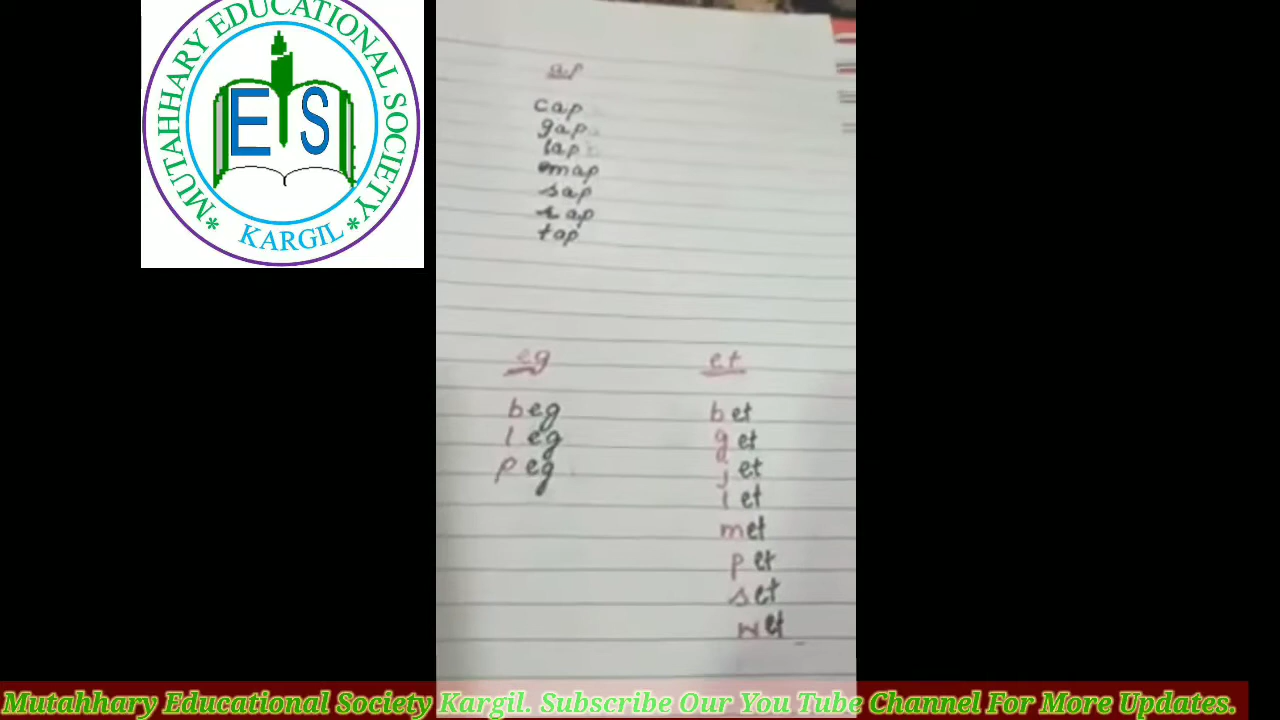 MUTAHHARY EDUCATIONAL SOCIETY
E S
* KARGIL *
ap
cap
gap
lap
map
sap
rap
tap
eg
beg
leg
peg
et
bet
get
jet
let
met
pet
set
wet
Mutahhary Educational Society Kargil. Subscribe Our You Tube Channel For More Updates.